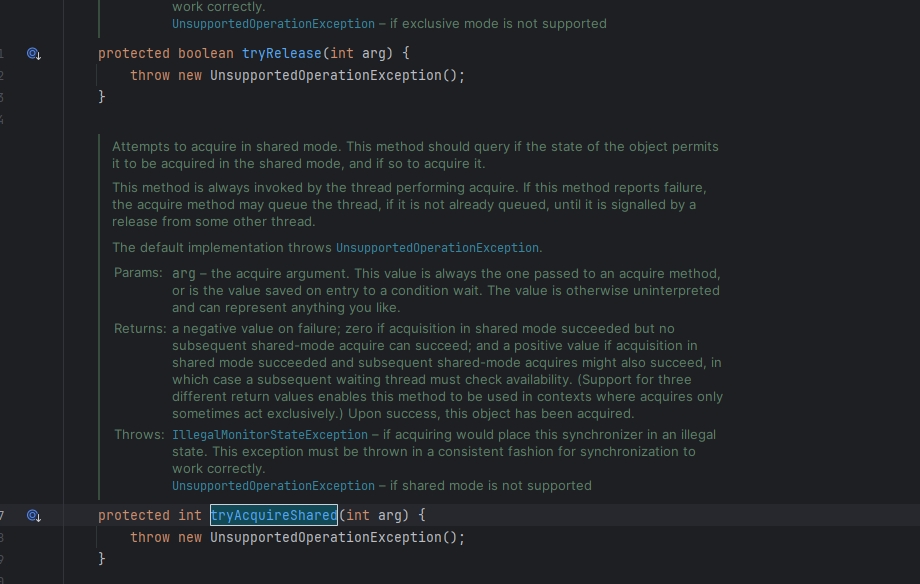 work correctly.
UnsupportedOperationException – if exclusive mode is not supported
1 protected boolean tryRelease(int arg) {
2 throw new UnsupportedOperationException();
3 }
4
Attempts to acquire in shared mode. This method should query if the state of the object permits
it to be acquired in the shared mode, and if so to acquire it.
This method is always invoked by the thread performing acquire. If this method reports failure,
the acquire method may queue the thread, if it is not already queued, until it is signalled by a
release from some other thread.
The default implementation throws UnsupportedOperationException.
Params: arg – the acquire argument. This value is always the one passed to an acquire method,
or is the value saved on entry to a condition wait. The value is otherwise uninterpreted
and can represent anything you like.
Returns: a negative value on failure; zero if acquisition in shared mode succeeded but no
subsequent shared-mode acquire can succeed; and a positive value if acquisition in
shared mode succeeded and subsequent shared-mode acquires might also succeed, in
which case a subsequent waiting thread must check availability. (Support for three
different return values enables this method to be used in contexts where acquires only
sometimes act exclusively.) Upon success, this object has been acquired.
Throws: IllegalMonitorStateException – if acquiring would place this synchronizer in an illegal
state. This exception must be thrown in a consistent fashion for synchronization to
work correctly.
UnsupportedOperationException – if shared mode is not supported
7 protected int tryAcquireShared(int arg) {
8 throw new UnsupportedOperationException();
9 }